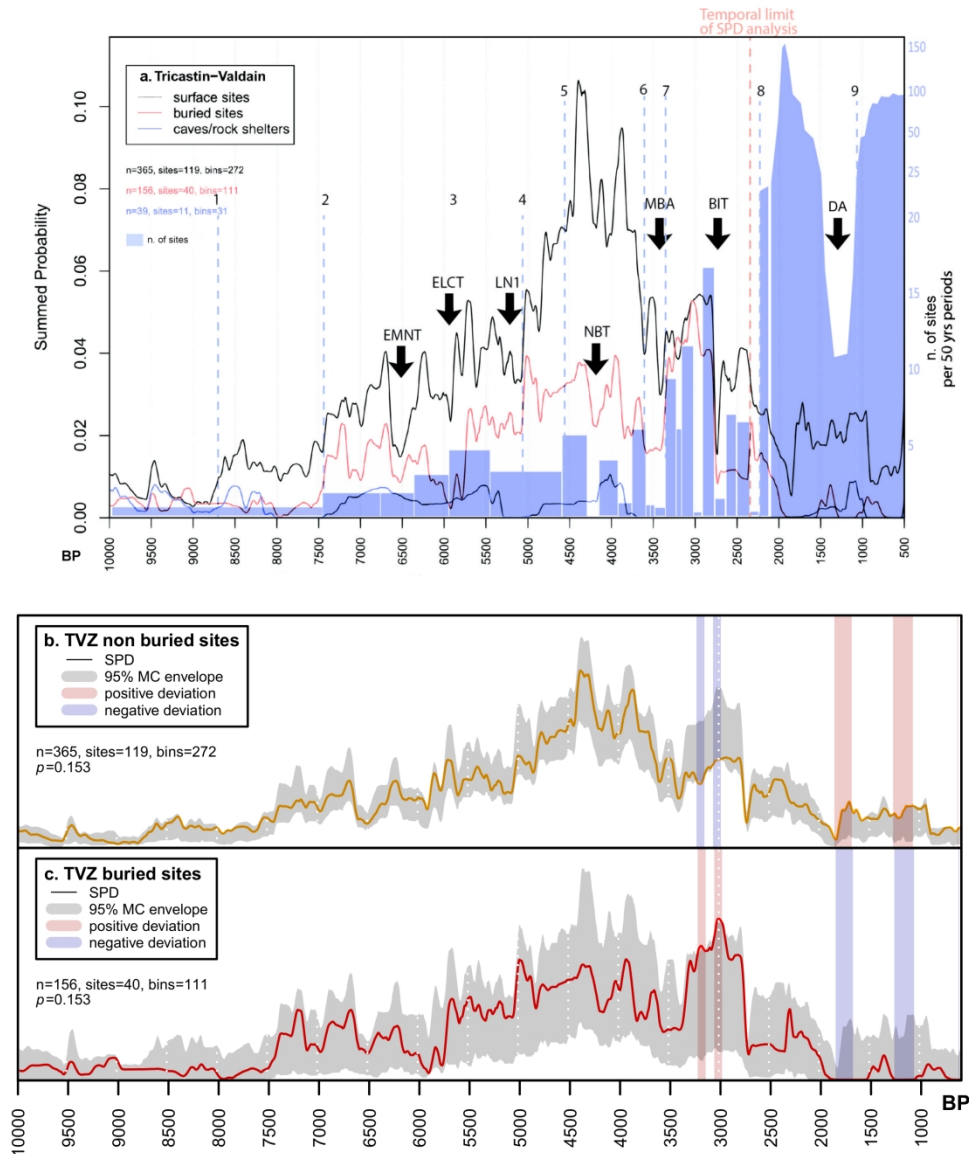 Temporal limit
of SPD analysis
a. Tricastin−Valdain
surface sites
buried sites
caves/rock shelters
n=365, sites=119, bins=272
n=156, sites=40, bins=111
n=39, sites=11, bins=31
n. of sites
1 2 3 4 5 6 7 8 9
EMNT ELCT LN1 NBT MBA BIT DA
Summed Probability
0.10
0.08
0.06
0.04
0.02
0.00
150
100
50
25
20
15
10
5
n. of sites
per 50 yrs periods
BP
10000 9500 9000 8500 8000 7500 7000 6500 6000 5500 5000 4500 4000 3500 3000 2500 2000 1500 1000 500
b. TVZ non buried sites
SPD
95% MC envelope
positive deviation
negative deviation
n=365, sites=119, bins=272
p=0.153
c. TVZ buried sites
SPD
95% MC envelope
positive deviation
negative deviation
n=156, sites=40, bins=111
p=0.153
BP
10000 9500 9000 8500 8000 7500 7000 6500 6000 5500 5000 4500 4000 3500 3000 2500 2000 1500 1000